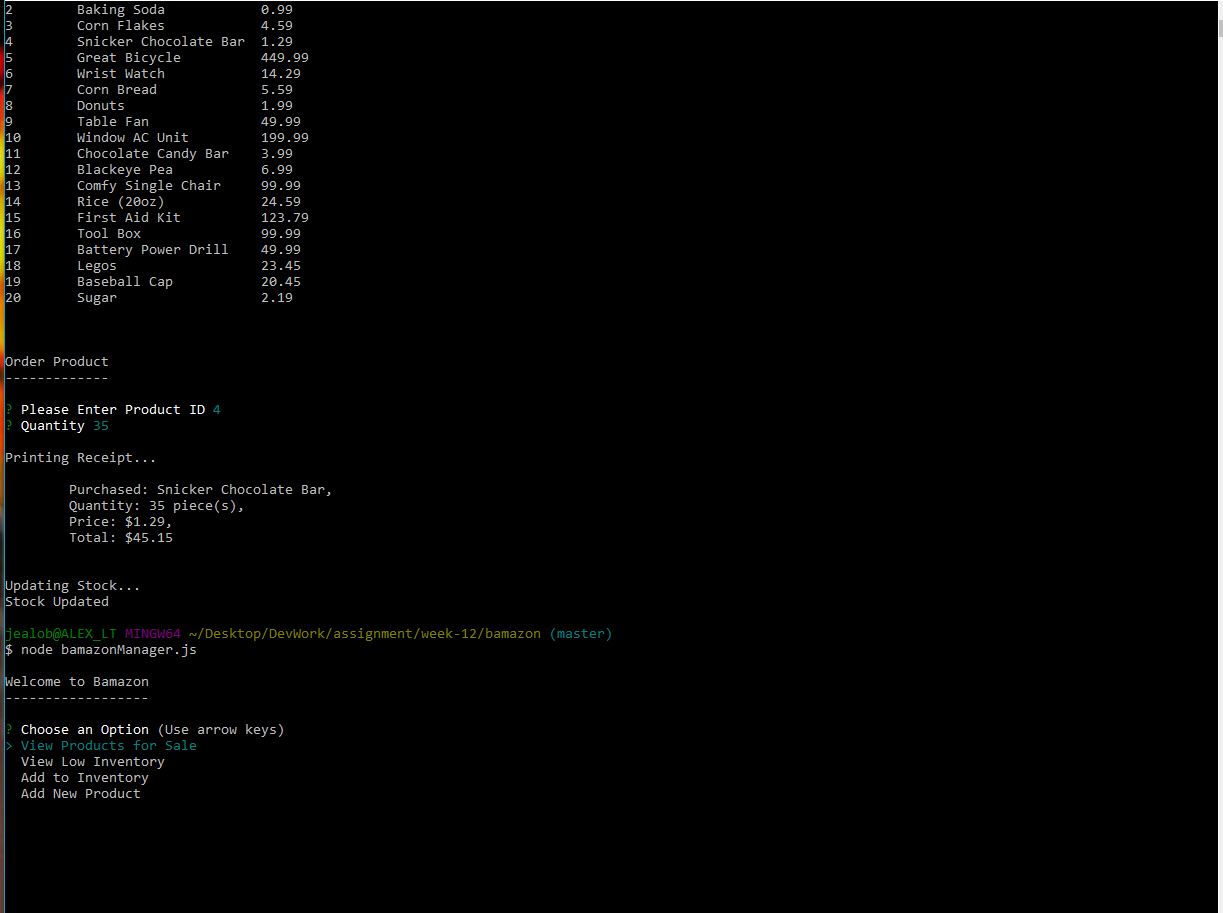 2 Baking Soda 0.99
3 Corn Flakes 4.59
4 Snicker Chocolate Bar 1.29
5 Great Bicycle 449.99
6 Wrist Watch 14.29
7 Corn Bread 5.59
8 Donuts 1.99
9 Table Fan 49.99
10 Window AC Unit 199.99
11 Chocolate Candy Bar 3.99
12 Blackeye Pea 6.99
13 Comfy Single Chair 99.99
14 Rice (20oz) 24.59
15 First Aid Kit 123.79
16 Tool Box 99.99
17 Battery Power Drill 49.99
18 Legos 23.45
19 Baseball Cap 20.45
20 Sugar 2.19
Order Product
-------------
? Please Enter Product ID 4
? Quantity 35
Printing Receipt...
Purchased: Snicker Chocolate Bar,
Quantity: 35 piece(s),
Price: $1.29,
Total: $45.15
Updating Stock...
Stock Updated
jealob@ALEX_LT MINGW64 ~/Desktop/DevWork/assignment/week-12/bamazon (master)
$ node bamazonManager.js
Welcome to Bamazon
------------------
? Choose an Option (Use arrow keys)
> View Products for Sale
View Low Inventory
Add to Inventory
Add New Product